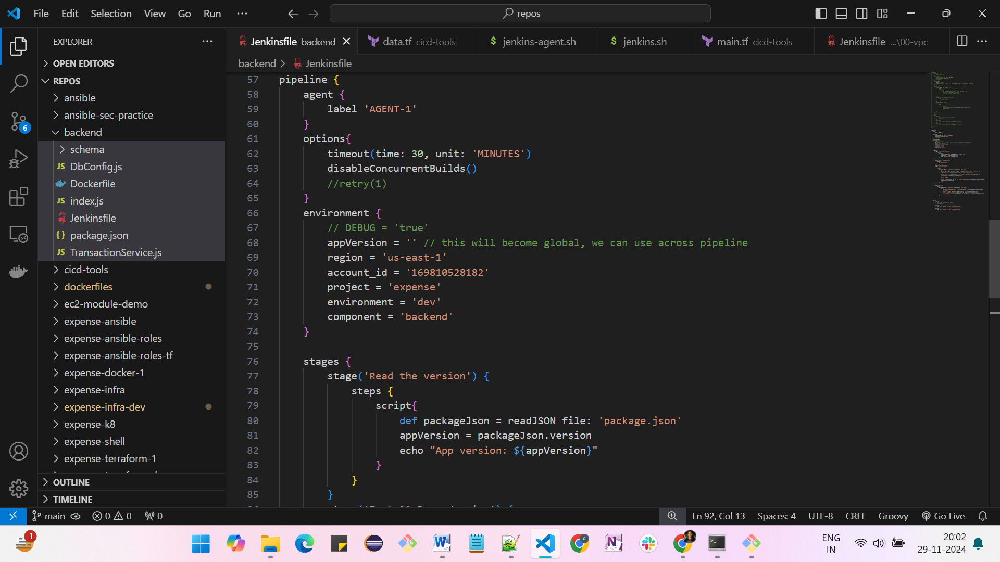 File Edit Selection View Go Run ···
repos
EXPLORER
OPEN EDITORS
REPOS
ansible
ansible-sec-practice
backend
schema
JS DbConfig.js
Dockerfile
JS index.js
Jenkinsfile
{} package.json
JS TransactionService.js
cicd-tools
dockerfiles
ec2-module-demo
expense-ansible
expense-ansible-roles
expense-ansible-roles-tf
expense-docker-1
expense-infra
expense-infra-dev
expense-k8
expense-shell
expense-terraform-1
OUTLINE
TIMELINE
6
Jenkinsfile backend
data.tf cicd-tools
$ jenkins-agent.sh
$ jenkins.sh
main.tf cicd-tools
Jenkinsfile ...\00-vpc
backend > Jenkinsfile
57 pipeline {
58 agent {
59 label 'AGENT-1'
60 }
61 options{
62 timeout(time: 30, unit: 'MINUTES')
63 disableConcurrentBuilds()
64 //retry(1)
65 }
66 environment {
67 // DEBUG = 'true'
68 appVersion = '' // this will become global, we can use across pipeline
69 region = 'us-east-1'
70 account_id = '169810528182'
71 project = 'expense'
72 environment = 'dev'
73 component = 'backend'
74 }
75
76 stages {
77 stage('Read the version') {
78 steps {
79 script{
80 def packageJson = readJSON file: 'package.json'
81 appVersion = packageJson.version
82 echo "App version: ${appVersion}"
83 }
84 }
85 }
main 0 0 0
Ln 92, Col 13 Spaces: 4 UTF-8 CRLF Groovy Go Live
1
ENG
IN
20:02
29-11-2024